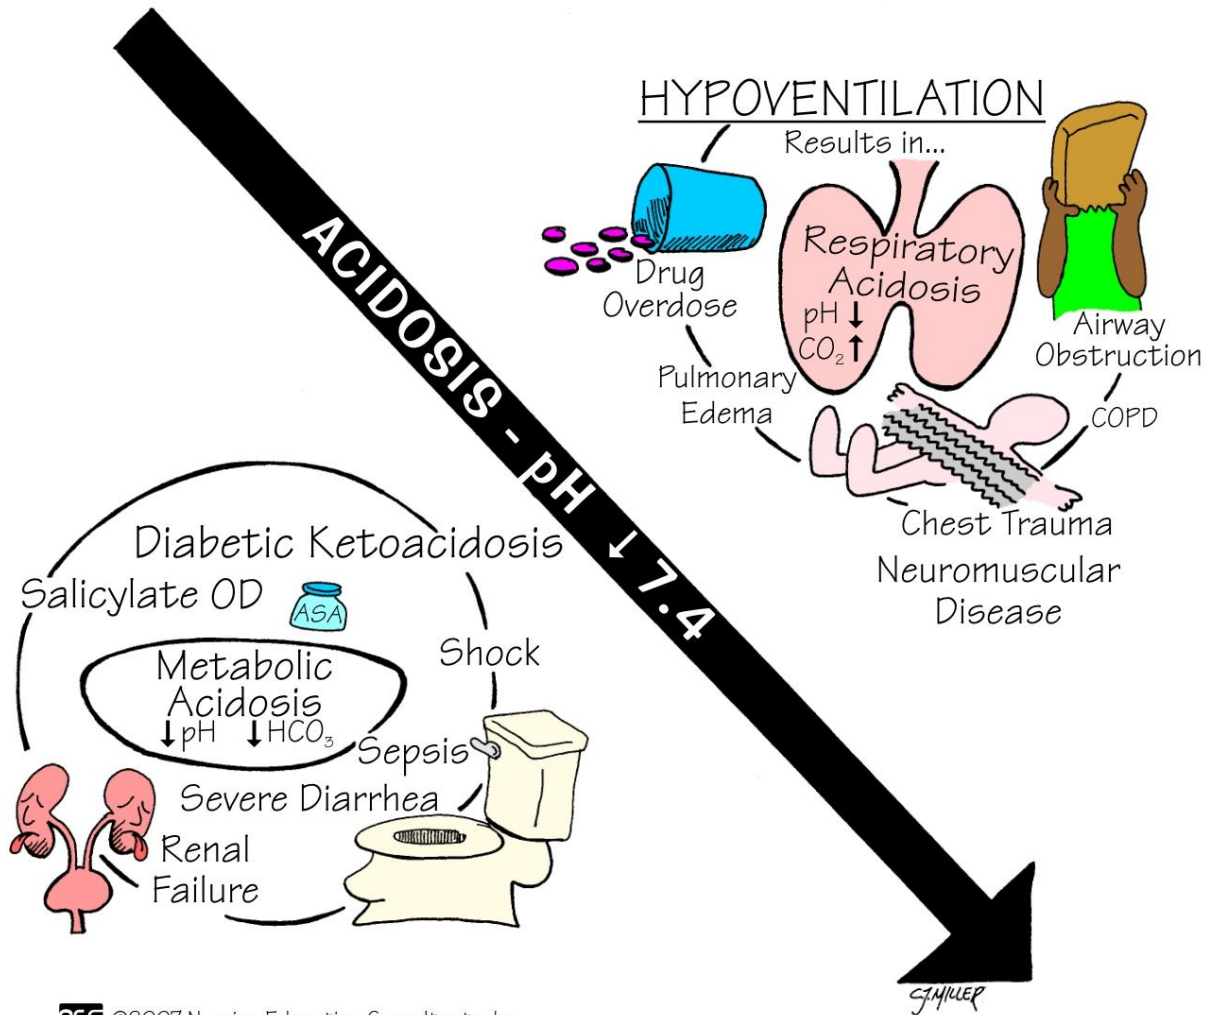 HYPOVENTILATION
Results in...
Respiratory
Acidosis
pH ↓
CO₂ ↑
Drug
Overdose
Airway
Obstruction
Pulmonary
Edema
COPD
Chest Trauma
Neuromuscular
Disease
ACIDOSIS - pH ↓ 7.4
Diabetic Ketoacidosis
Salicylate OD
ASA
Shock
Metabolic
Acidosis
↓pH ↓HCO₃
Sepsis
Severe Diarrhea
Renal
Failure
CJMILLER